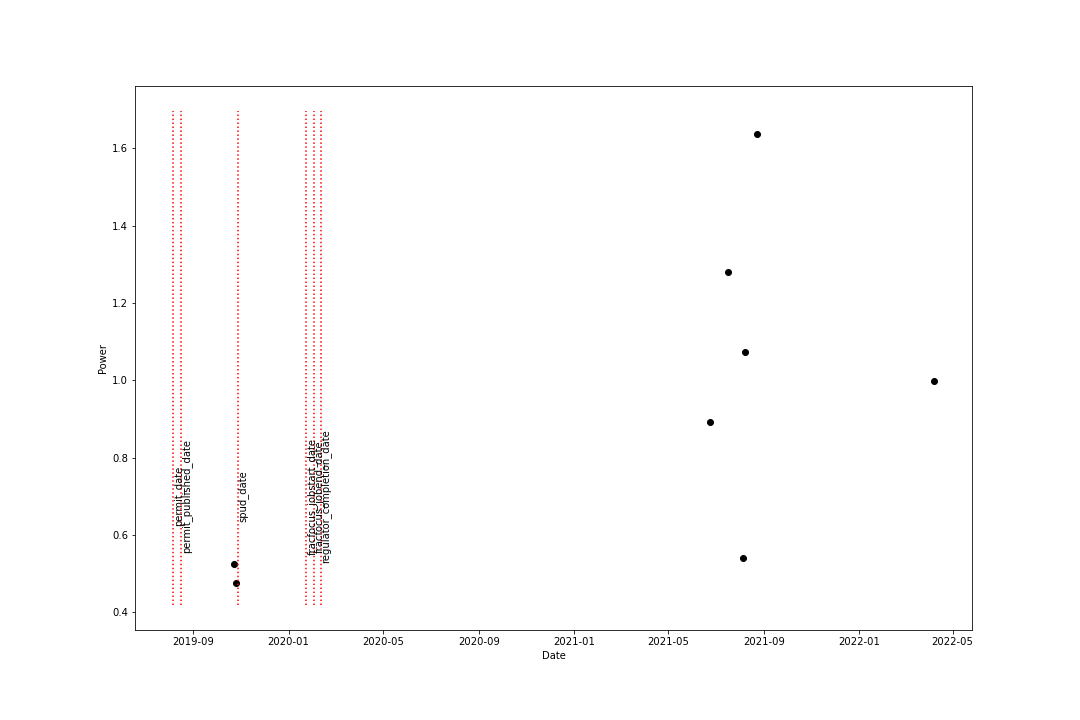 1.6
1.4
1.2
1.0
0.8
0.6
0.4
Power
permit_date
permit_published_date
spud_date
fracfocus_jobstart_date
fracfocus_jobend_date
regulator_completion_date
2019-09
2020-01
2020-05
2020-09
2021-01
2021-05
2021-09
2022-01
2022-05
Date